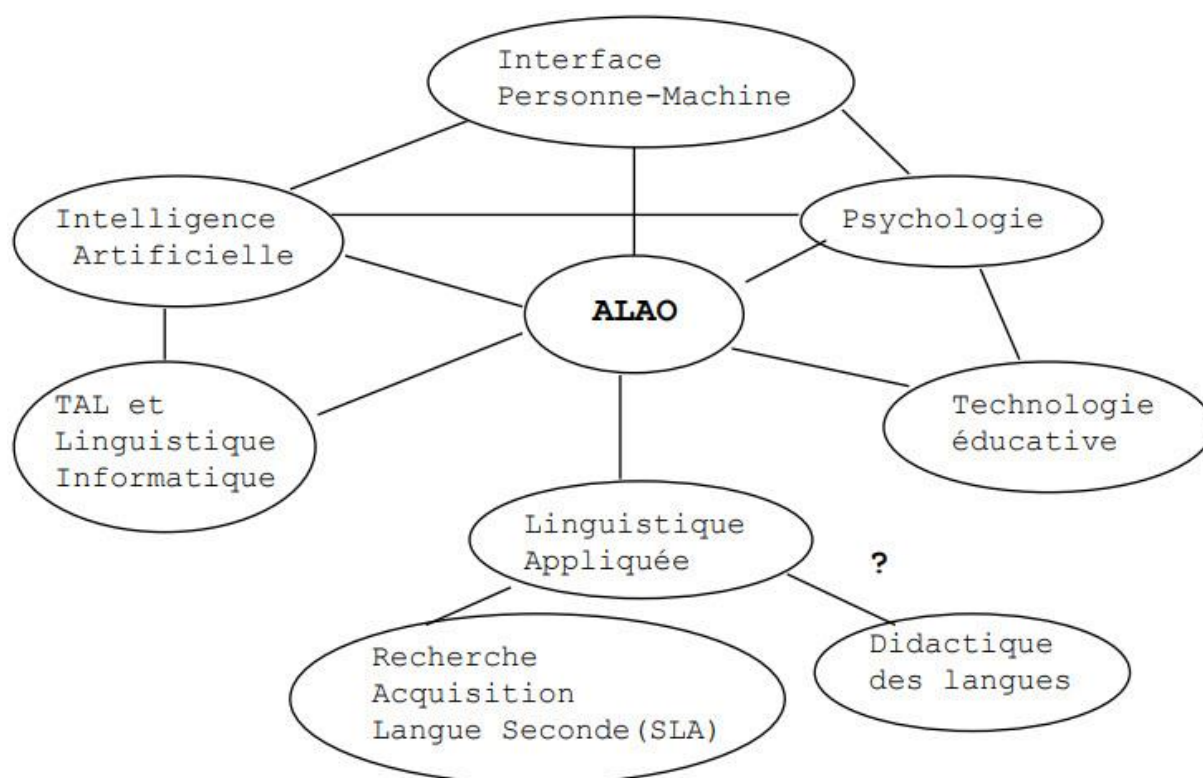 Interface
Personne-Machine
Intelligence
Artificielle
Psychologie
ALAO
TAL et
Linguistique
Informatique
Technologie
éducative
Linguistique
Appliquée
?
Recherche
Acquisition
Langue Seconde(SLA)
Didactique
des langues